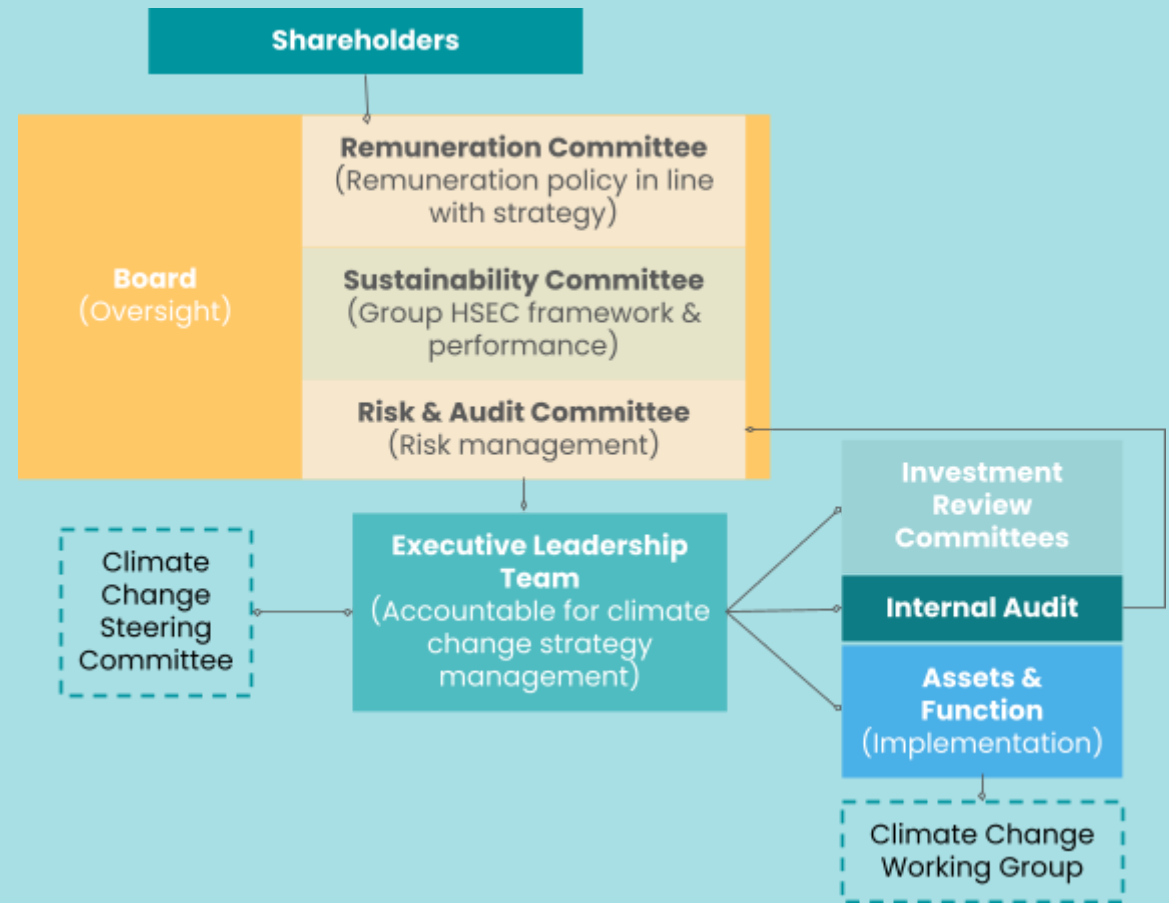 Shareholders
Board
(Oversight)
Remuneration Committee
(Remuneration policy in line
with strategy)
Sustainability Committee
(Group HSEC framework &
performance)
Risk & Audit Committee
(Risk management)
Climate
Change
Steering
Committee
Executive Leadership
Team
(Accountable for climate
change strategy
management)
Investment
Review
Committees
Internal Audit
Assets &
Function
(Implementation)
Climate Change
Working Group